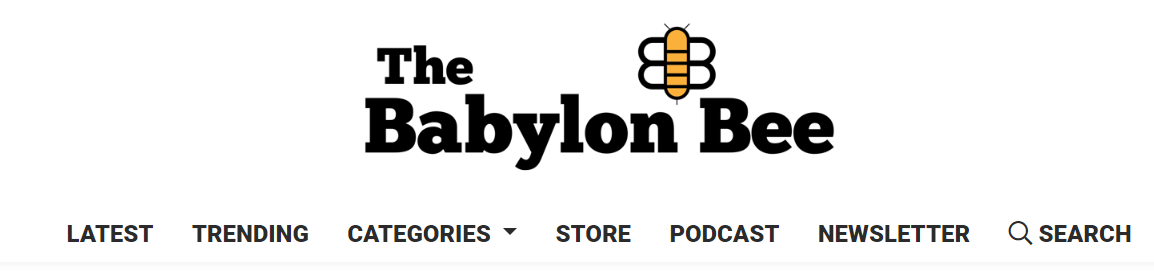 The
Babylon Bee
LATEST TRENDING CATEGORIES STORE PODCAST NEWSLETTER SEARCH